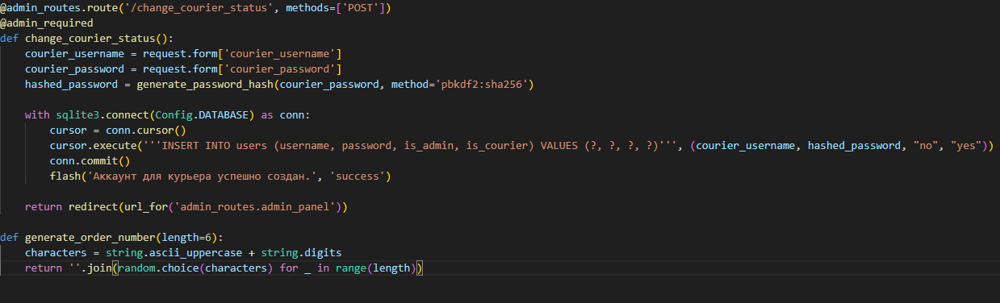 @admin_routes.route('/change_courier_status', methods=['POST'])
@admin_required
def change_courier_status():
    courier_username = request.form['courier_username']
    courier_password = request.form['courier_password']
    hashed_password = generate_password_hash(courier_password, method='pbkdf2:sha256')
    with sqlite3.connect(Config.DATABASE) as conn:
        cursor = conn.cursor()
        cursor.execute('''INSERT INTO users (username, password, is_admin, is_courier) VALUES (?, ?, ?, ?)''', (courier_username, hashed_password, "no", "yes"))
        conn.commit()
        flash('Аккаунт для курьера успешно создан.', 'success')
    return redirect(url_for('admin_routes.admin_panel'))
def generate_order_number(length=6):
    characters = string.ascii_uppercase + string.digits
    return ''.join(random.choice(characters) for _ in range(length))